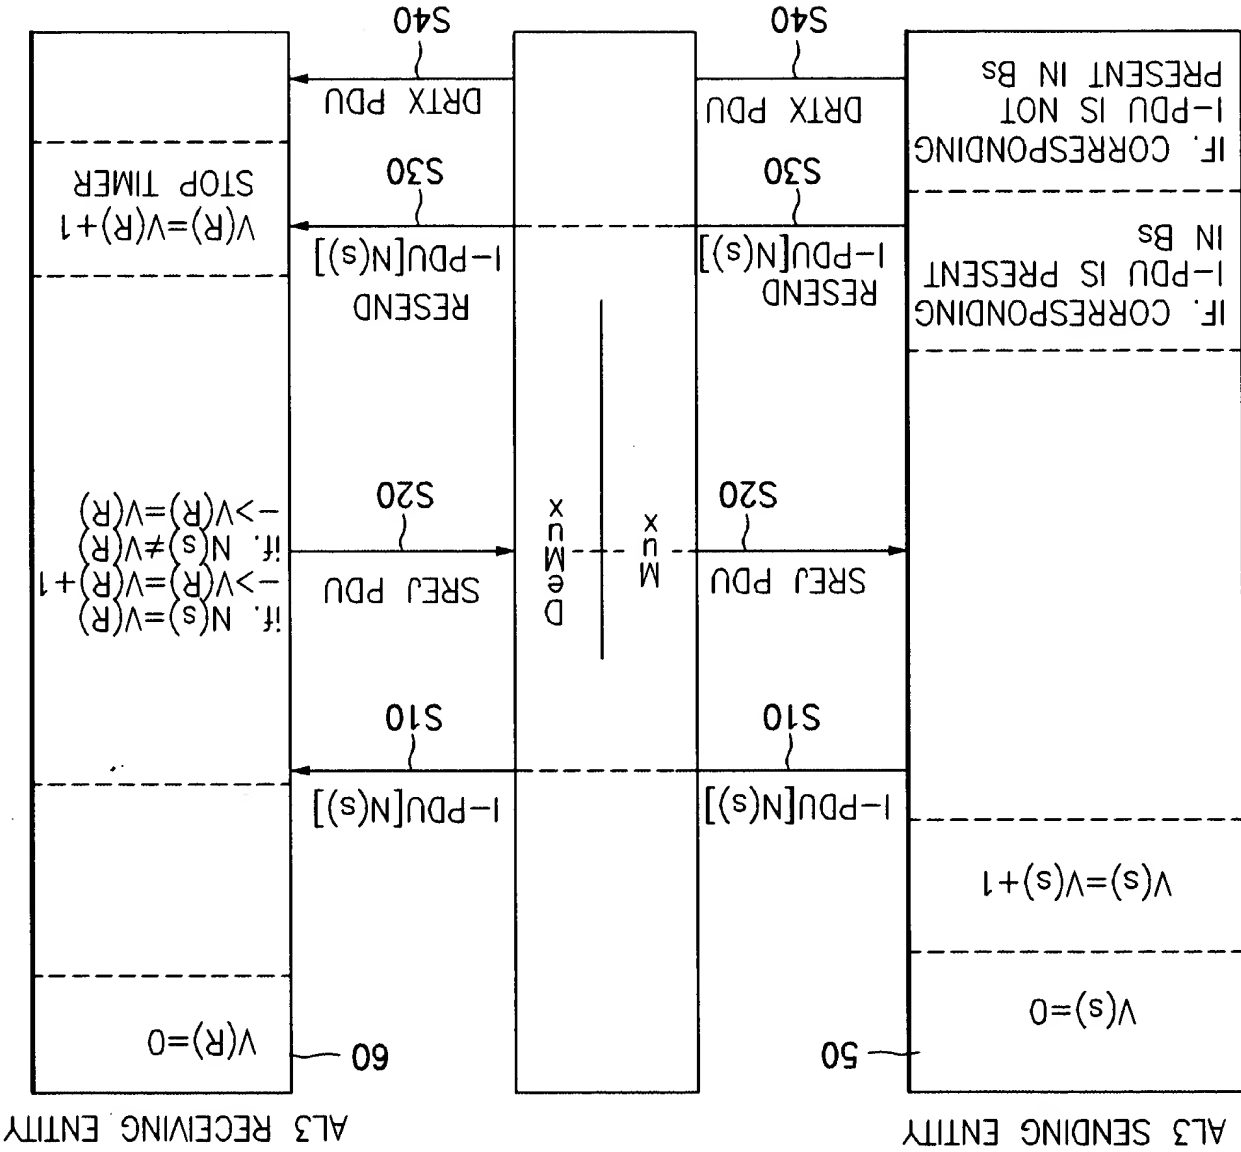 AL3 SENDING ENTITY
AL3 RECEIVING ENTITY
50
60
V(s)=0
V(R)=0
V(s)=V(s)+1
I-PDU[N(s)]
I-PDU[N(s)]
S10
S10
if. N(s)=V(R)
->V(R)=V(R)+1
if. N(s)≠V(R)
->V(R)=V(R)
Mux
DeMux
SREJ PDU
SREJ PDU
S20
S20
IF. CORRESPONDING
I-PDU IS PRESENT
IN Bs
RESEND
I-PDU[N(s)]
RESEND
I-PDU[N(s)]
S30
S30
V(R)=V(R)+1
STOP TIMER
IF. CORRESPONDING
I-PDU IS NOT
PRESENT IN Bs
DRTX PDU
DRTX PDU
S40
S40